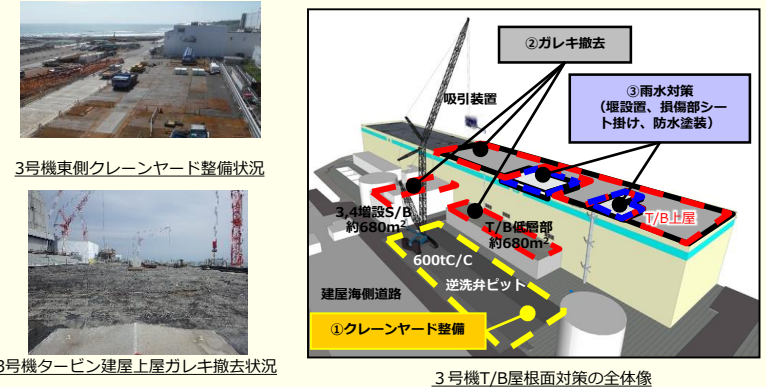 3号機東側クレーンヤード整備状況
3号機タービン建屋上屋ガレキ撤去状況
②ガレキ撤去
吸引装置
③雨水対策
（堰設置、損傷部シー
ト掛け、防水塗装）
3,4増設S/B
約680m²
T/B低層部
約680m²
T/B上屋
600tC/C
逆洗弁ピット
建屋海側道路
①クレーンヤード整備
３号機T/B屋根面対策の全体像